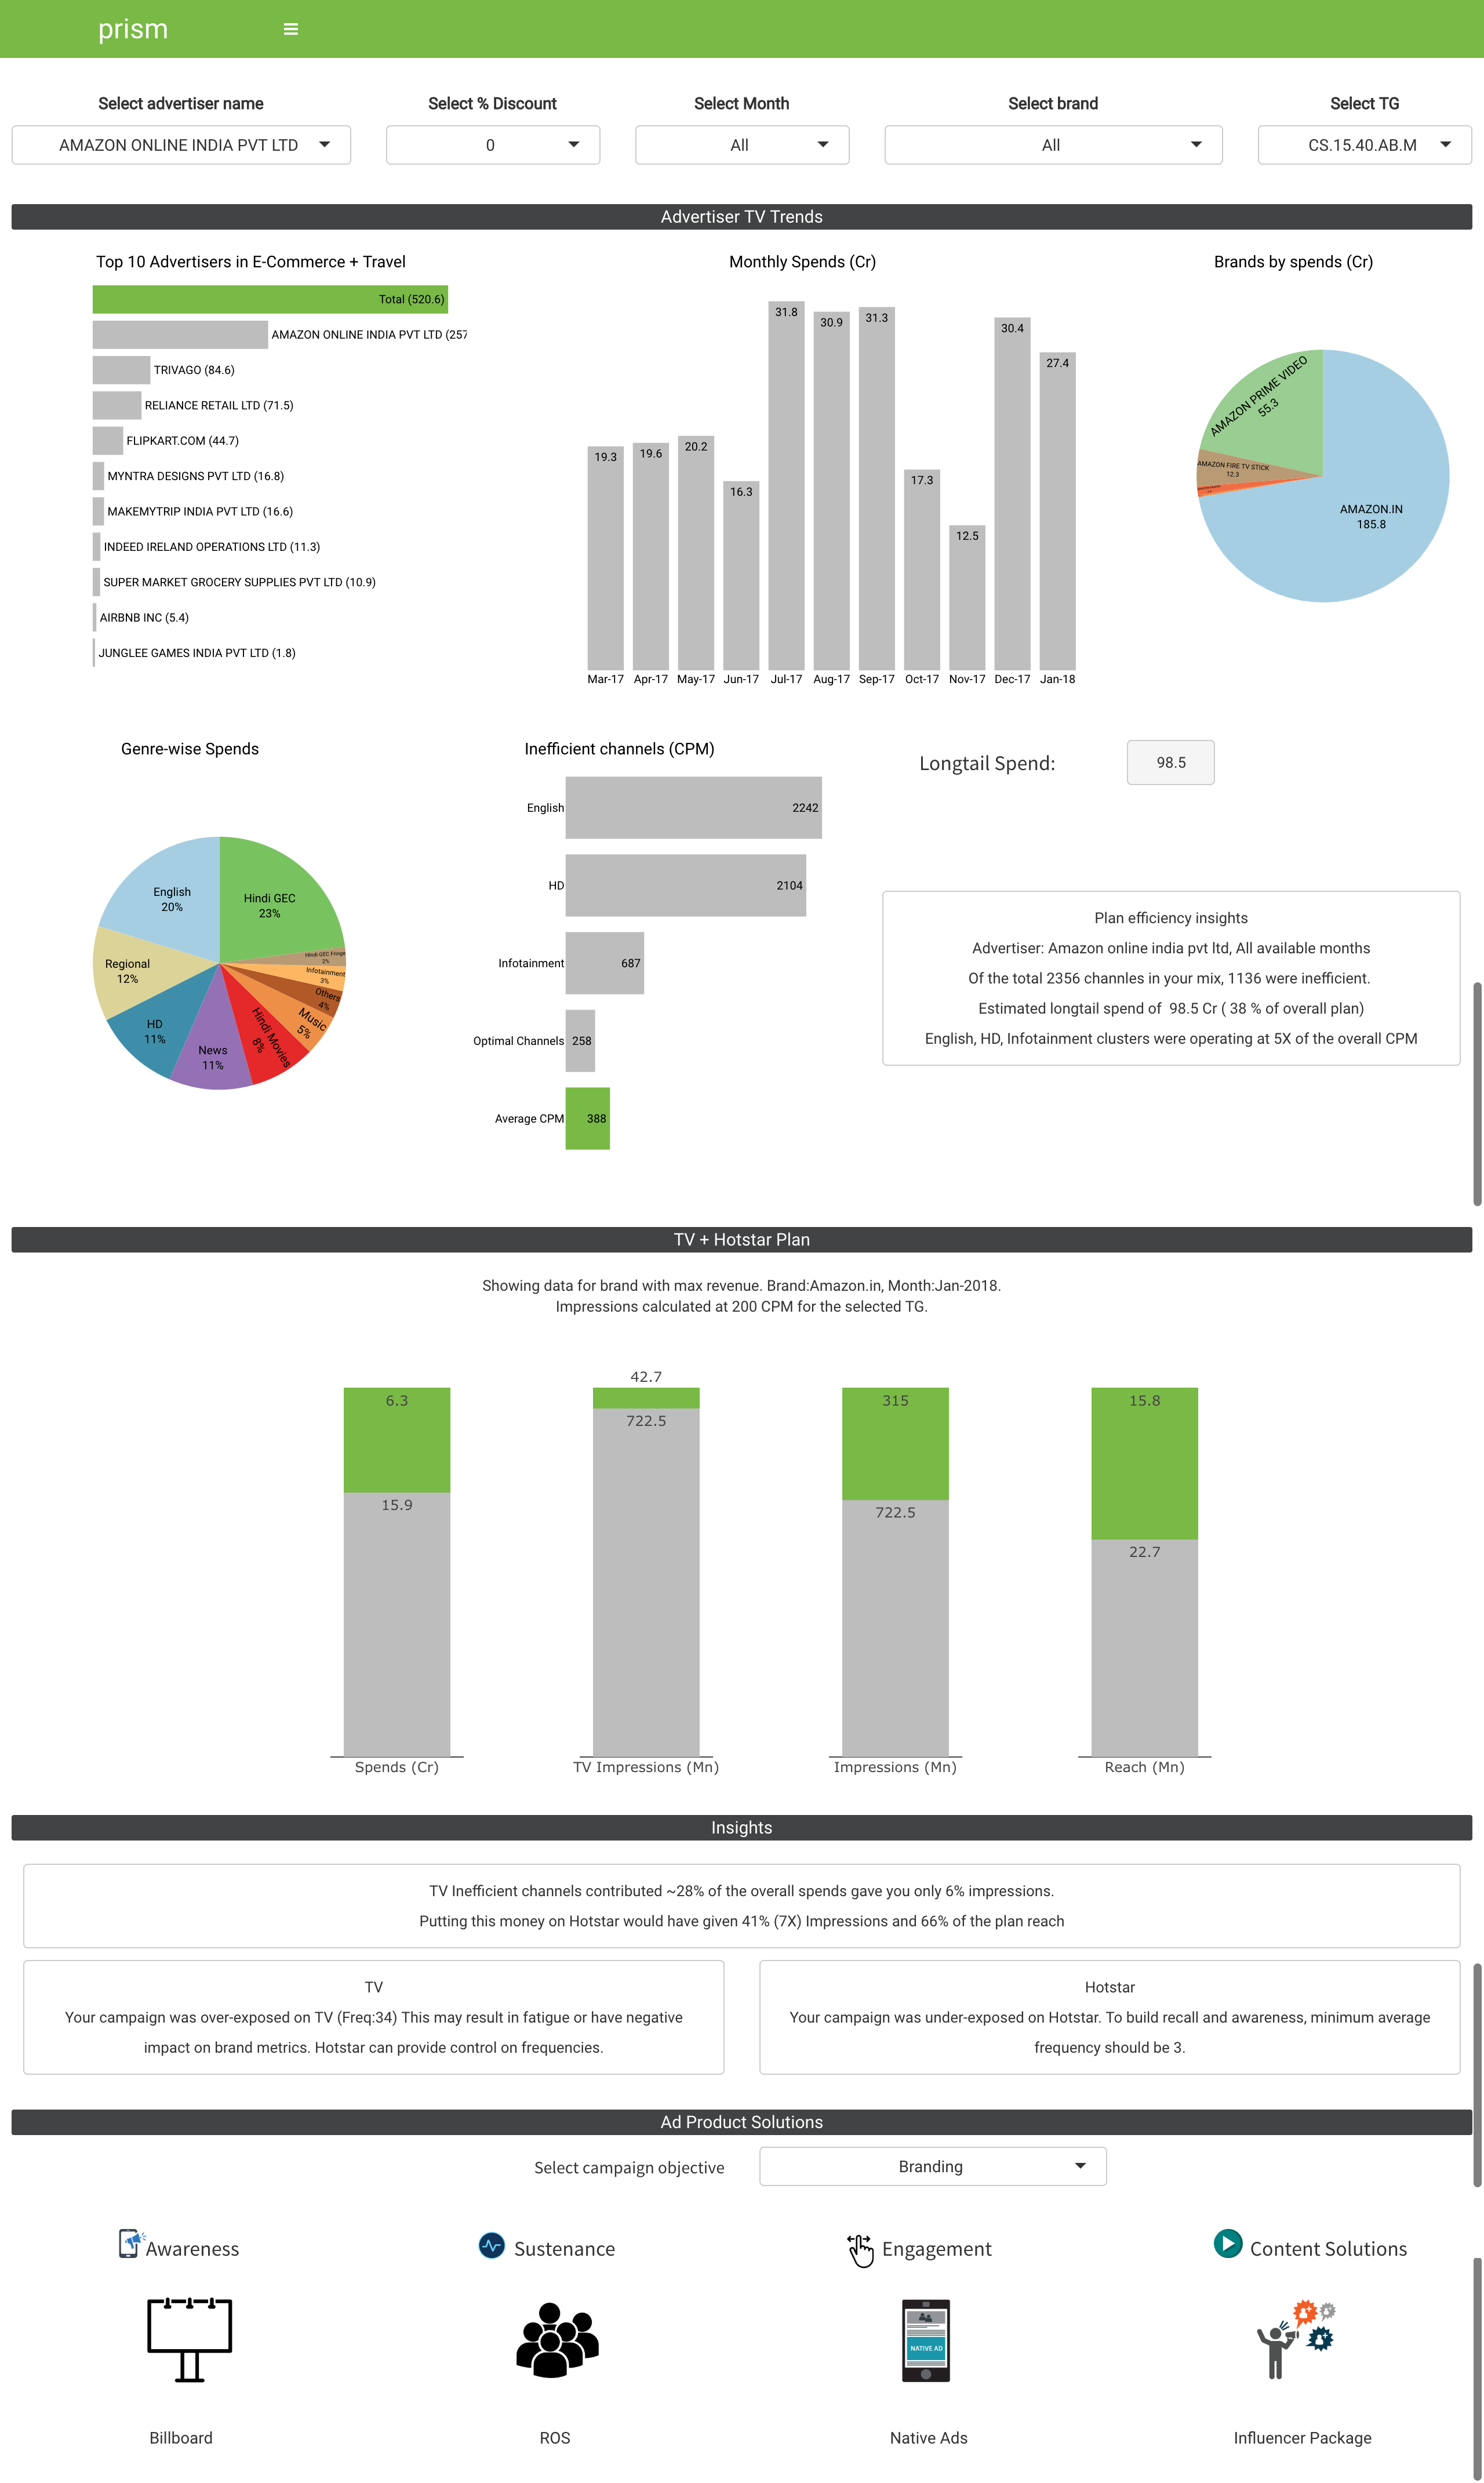 prism
Select advertiser name
Select % Discount
Select Month
Select brand
Select TG
AMAZON ONLINE INDIA PVT LTD
0
All
All
CS.15.40.AB.M
Advertiser TV Trends
Top 10 Advertisers in E-Commerce + Travel
Total (520.6)
AMAZON ONLINE INDIA PVT LTD (257
TRIVAGO (84.6)
RELIANCE RETAIL LTD (71.5)
FLIPKART.COM (44.7)
MYNTRA DESIGNS PVT LTD (16.8)
MAKEMYTRIP INDIA PVT LTD (16.6)
INDEED IRELAND OPERATIONS LTD (11.3)
SUPER MARKET GROCERY SUPPLIES PVT LTD (10.9)
AIRBNB INC (5.4)
JUNGLEE GAMES INDIA PVT LTD (1.8)
Monthly Spends (Cr)
19.3
19.6
20.2
16.3
31.8
30.9
31.3
17.3
12.5
30.4
27.4
Mar-17
Apr-17
May-17
Jun-17
Jul-17
Aug-17
Sep-17
Oct-17
Nov-17
Dec-17
Jan-18
Brands by spends (Cr)
AMAZON PRIME VIDEO
55.3
AMAZON FIRE TV STICK
12.3
AMAZON.IN
185.8
Genre-wise Spends
English
20%
Hindi GEC
23%
Hindi GEC Fringe
2%
Infotainment
3%
Others
4%
Music
5%
Hindi Movies
8%
News
11%
HD
11%
Regional
12%
Inefficient channels (CPM)
English
2242
HD
2104
Infotainment
687
Optimal Channels
258
Average CPM
388
Longtail Spend:
98.5
Plan efficiency insights
Advertiser: Amazon online india pvt ltd, All available months
Of the total 2356 channles in your mix, 1136 were inefficient.
Estimated longtail spend of 98.5 Cr ( 38 % of overall plan)
English, HD, Infotainment clusters were operating at 5X of the overall CPM
TV + Hotstar Plan
Showing data for brand with max revenue. Brand:Amazon.in, Month:Jan-2018.
Impressions calculated at 200 CPM for the selected TG.
6.3
15.9
Spends (Cr)
42.7
722.5
TV Impressions (Mn)
315
722.5
Impressions (Mn)
15.8
22.7
Reach (Mn)
Insights
TV Inefficient channels contributed ~28% of the overall spends gave you only 6% impressions.
Putting this money on Hotstar would have given 41% (7X) Impressions and 66% of the plan reach
TV
Your campaign was over-exposed on TV (Freq:34) This may result in fatigue or have negative
impact on brand metrics. Hotstar can provide control on frequencies.
Hotstar
Your campaign was under-exposed on Hotstar. To build recall and awareness, minimum average
frequency should be 3.
Ad Product Solutions
Select campaign objective
Branding
Awareness
Sustenance
Engagement
Content Solutions
NATIVE AD
Billboard
ROS
Native Ads
Influencer Package